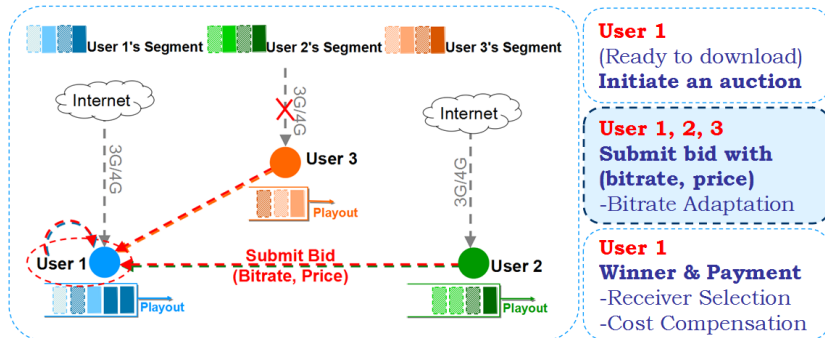 User 1's Segment
User 2's Segment
User 3's Segment
Internet
3G/4G
3G/4G
Internet
3G/4G
User 3
Playout
User 1
Submit Bid
(Bitrate, Price)
User 2
Playout
Playout
User 1
(Ready to download)
Initiate an auction
User 1, 2, 3
Submit bid with
(bitrate, price)
-Bitrate Adaptation
User 1
Winner & Payment
-Receiver Selection
-Cost Compensation